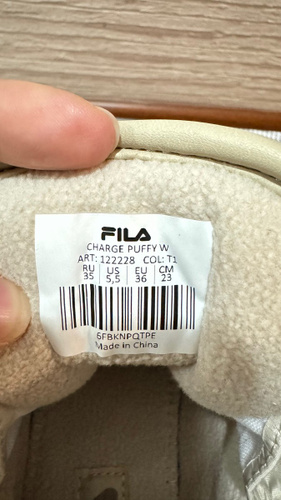 FILA
CHARGE PUFFY W
ART: 122228 COL: T1
RU US EU CM
35 5,5 36 23
SFBKNPQTPE
Made in China